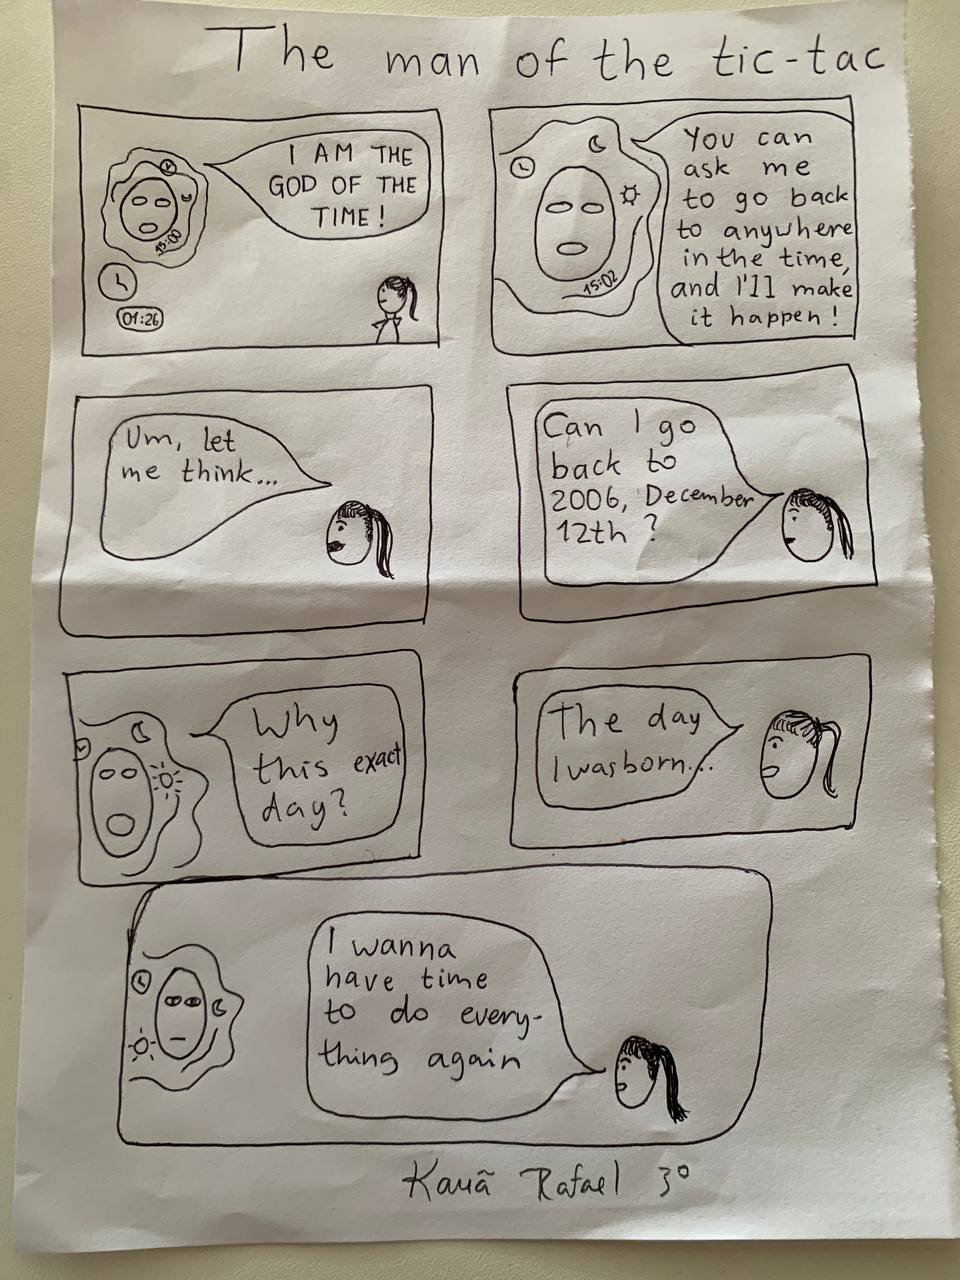 The man of the tic-tac
I AM THE
GOD OF THE
TIME!
15:00
01:26
You can
ask me
to go back
to anywhere
in the time,
and I'll make
it happen!
15:02
Um, let
me think...
Can I go
back to
2006, December
12th ?
Why
this exact
day?
The day
I was born...
I wanna
have time
to do every-
thing again
Kauã Rafael 3º